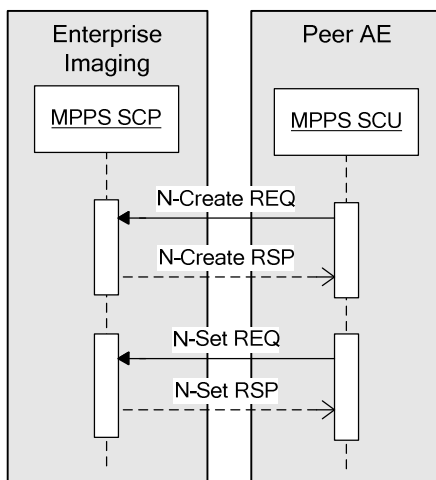 Enterprise
Imaging
Peer AE
MPPS SCP
MPPS SCU
N-Create REQ
N-Create RSP
N-Set REQ
N-Set RSP